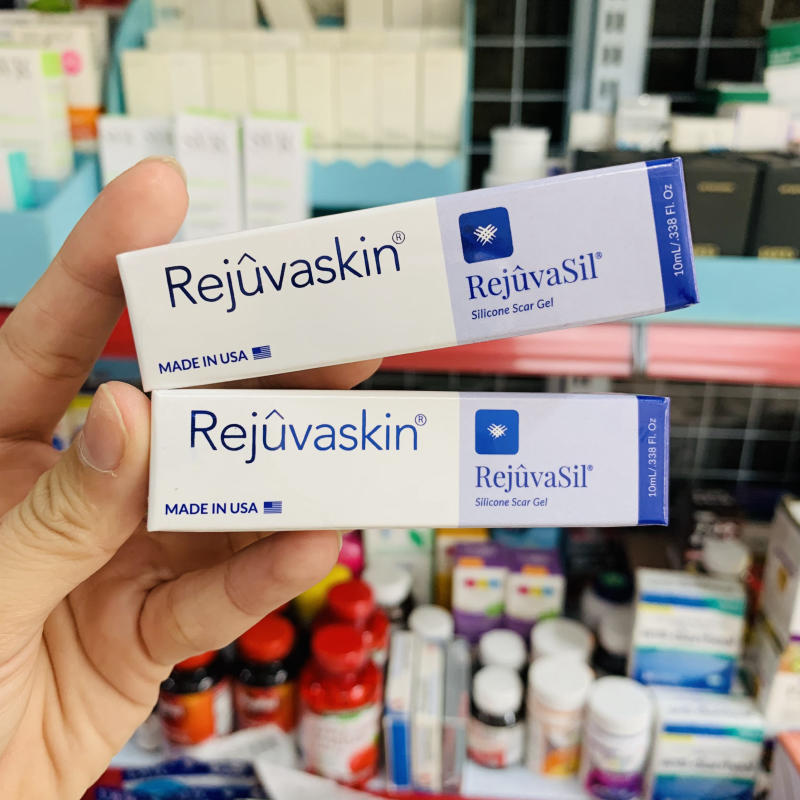 Rejûvaskin®
MADE IN USA
RejûvaSil®
Silicone Scar Gel
10mL/.338 Fl. Oz
Rejûvaskin®
MADE IN USA
RejûvaSil®
Silicone Scar Gel
10mL/.338 Fl. Oz